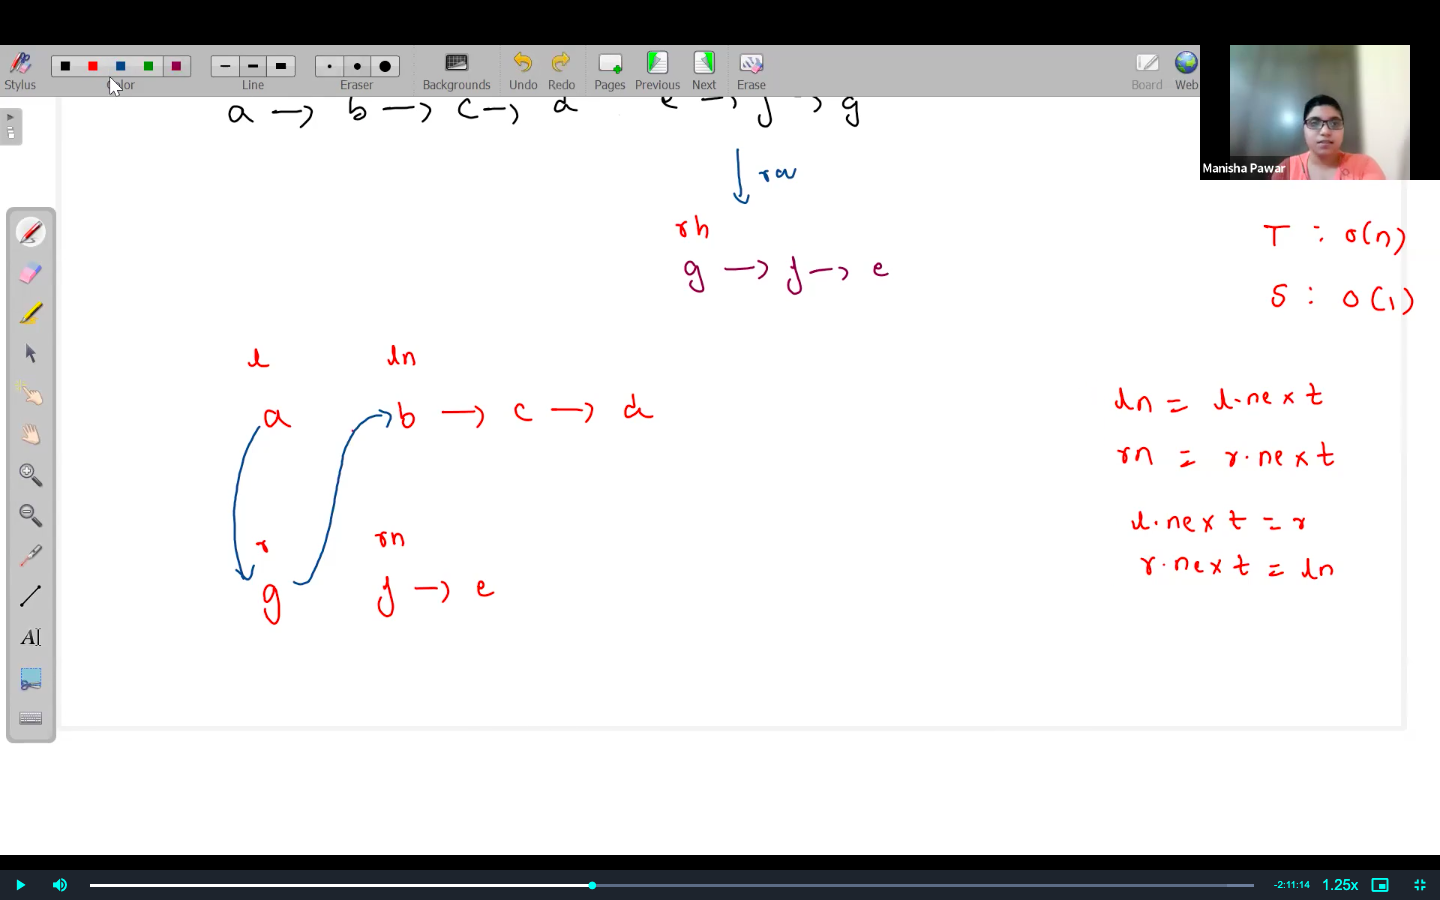 Stylus Color Line Eraser Backgrounds Undo Redo Pages Previous Next Erase Board Web
Manisha Pawar
a → b → c → d e → f → g
↓ rev
rh
g → f → e
T : O(n)
S : O(1)
l ln
a b → c → d
r rn
g f → e
ln = l.next
rn = r.next
l.next = r
r.next = ln
-2:11:14 1.25x